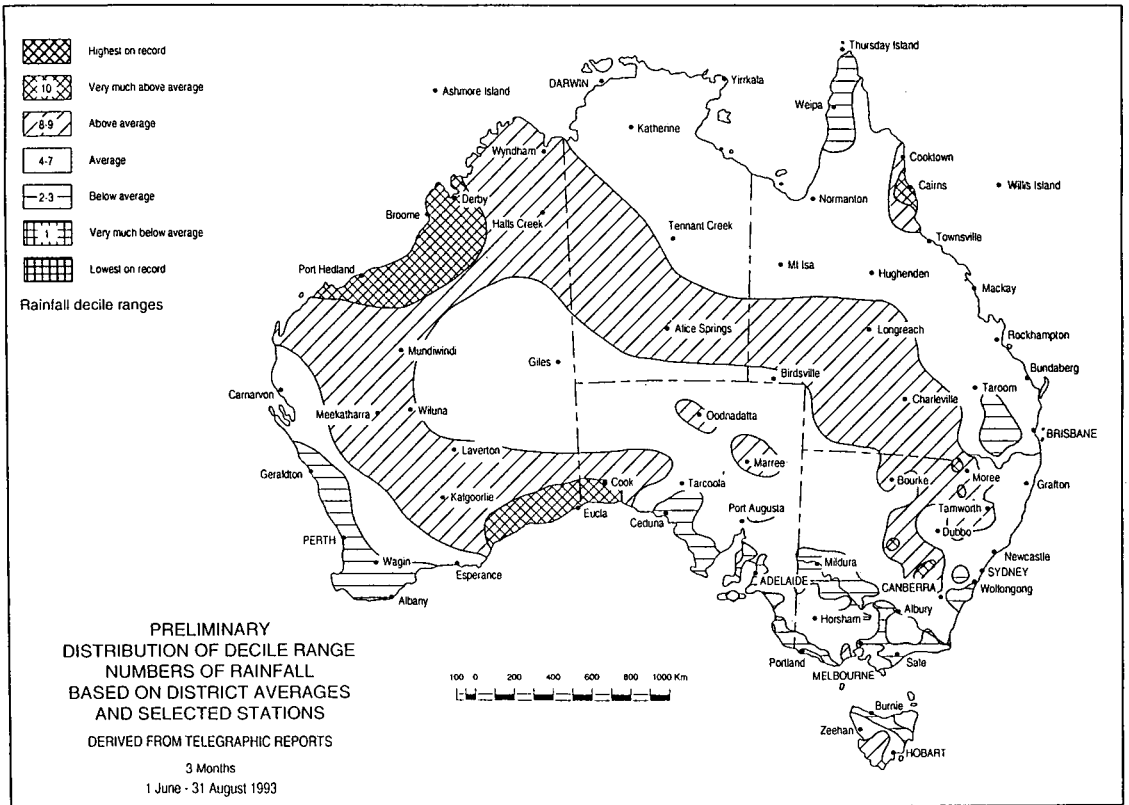 Highest on record
10 Very much above average
8-9 Above average
4-7 Average
2-3 Below average
1 Very much below average
Lowest on record
Rainfall decile ranges
Thursday Island
DARWIN
Yirrkala
Ashmore Island
Weipa
Katherine
Wyndham
Cooktown
Cairns
Willis Island
Derby
Broome
Halls Creek
Normanton
Tennant Creek
Townsville
Port Hedland
Mt Isa
Hughenden
Mackay
Alice Springs
Longreach
Rockhampton
Mundiwindi
Giles
Birdsville
Bundaberg
Carnarvon
Taroom
Meekatharra
Wiluna
Oodnadatta
Charleville
BRISBANE
Laverton
Marree
Geraldton
Cook
Tarcoola
Bourke
Moree
Grafton
Kalgoorlie
Eucla
Ceduna
Port Augusta
Tamworth
Dubbo
PERTH
Wagin
Esperance
Mildura
Newcastle
ADELAIDE
SYDNEY
CANBERRA
Wollongong
Albany
Horsham
Albury
Portland
Sale
MELBOURNE
Burnie
Zeehan
HOBART
100 0 200 400 600 800 1000 Km
PRELIMINARY
DISTRIBUTION OF DECILE RANGE
NUMBERS OF RAINFALL
BASED ON DISTRICT AVERAGES
AND SELECTED STATIONS
DERIVED FROM TELEGRAPHIC REPORTS
3 Months
1 June - 31 August 1993